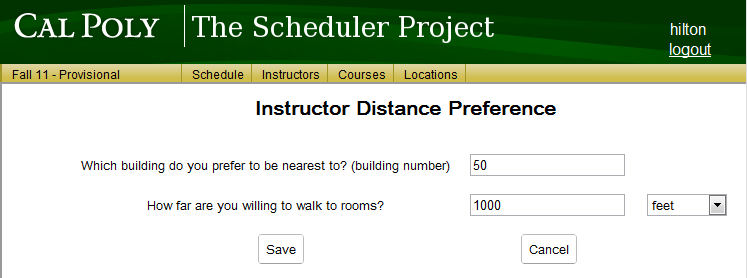 CAL POLY The Scheduler Project
hilton
logout
Fall 11 - Provisional Schedule Instructors Courses Locations
Instructor Distance Preference
Which building do you prefer to be nearest to? (building number) 50
How far are you willing to walk to rooms? 1000 feet
Save Cancel